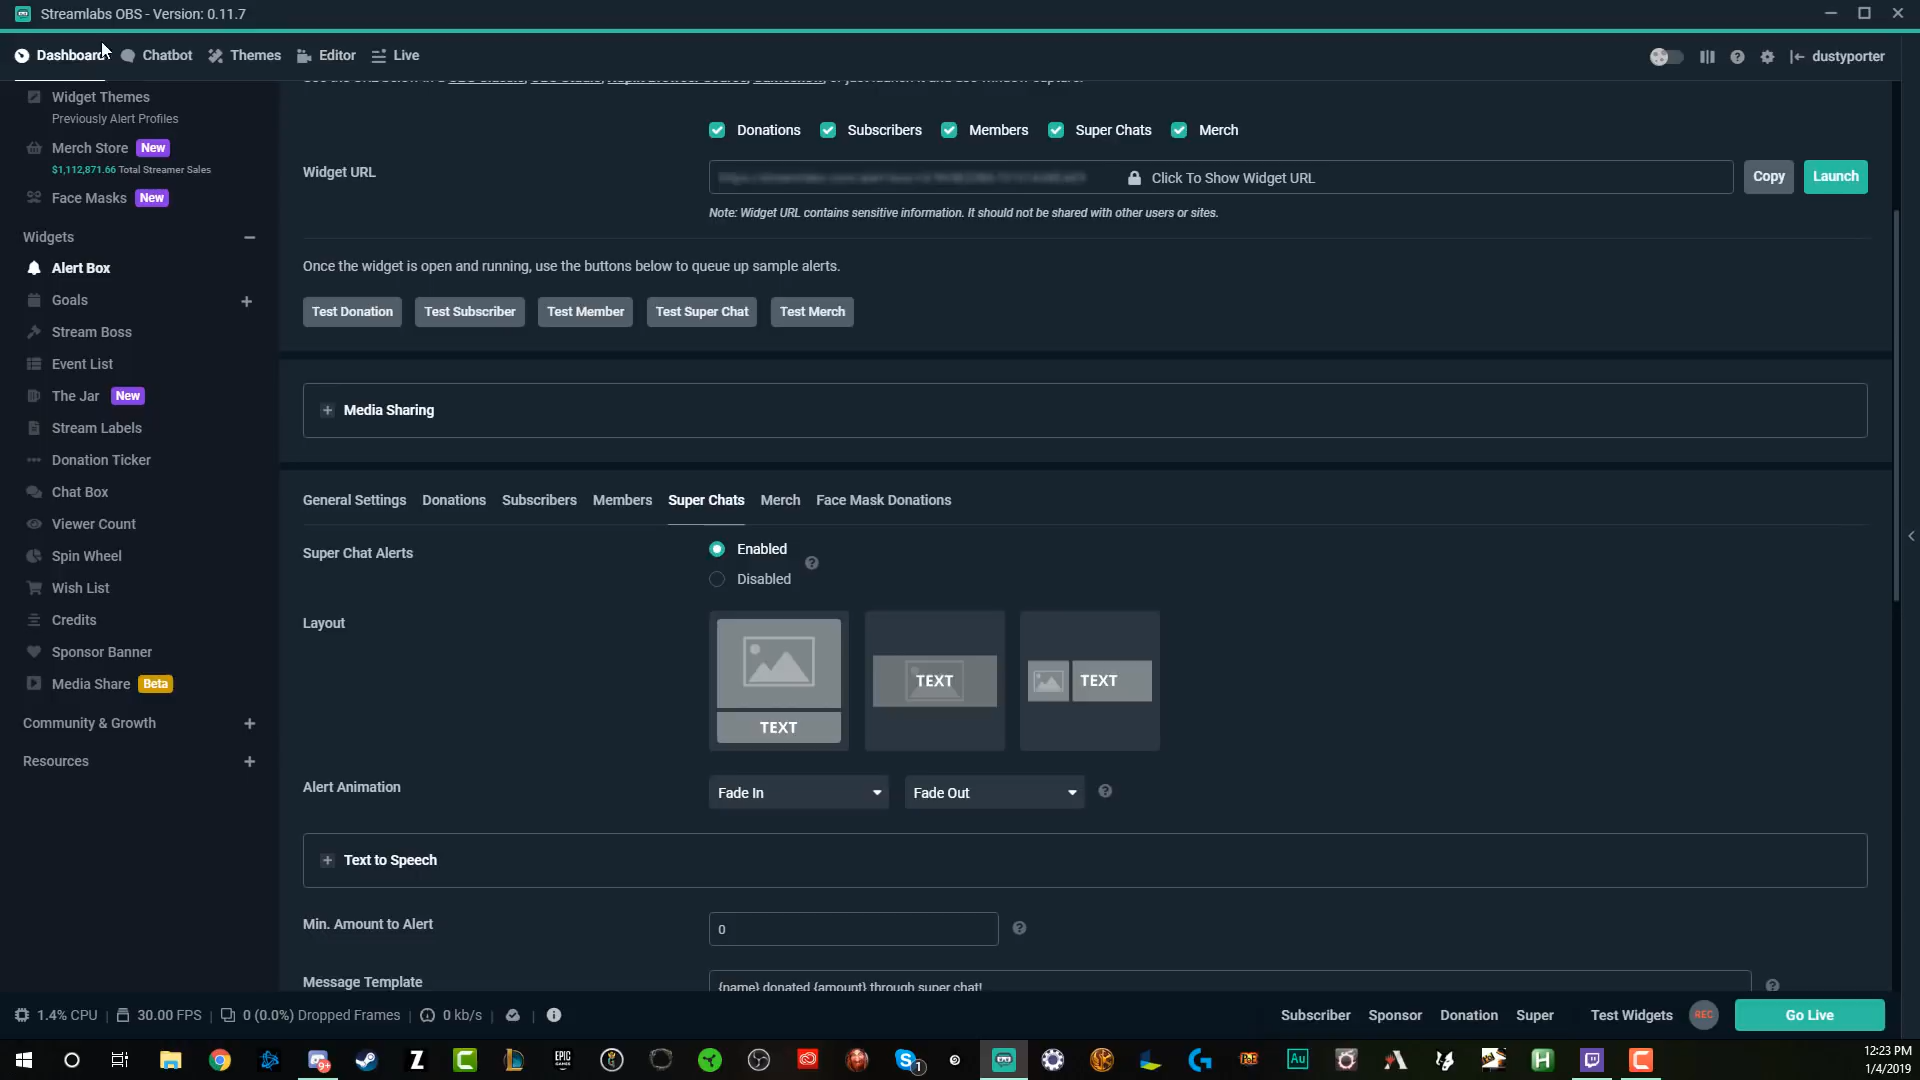 Streamlabs OBS - Version: 0.11.7
Dashboard Chatbot Themes Editor Live dustyporter
Widget Themes
Previously Alert Profiles
Merch Store New
$1,112,871.66 Total Streamer Sales
Face Masks New
Widgets
Alert Box
Goals
Stream Boss
Event List
The Jar New
Stream Labels
Donation Ticker
Chat Box
Viewer Count
Spin Wheel
Wish List
Credits
Sponsor Banner
Media Share Beta
Community & Growth
Resources
Donations Subscribers Members Super Chats Merch
Widget URL Click To Show Widget URL Copy Launch
Note: Widget URL contains sensitive information. It should not be shared with other users or sites.
Once the widget is open and running, use the buttons below to queue up sample alerts.
Test Donation Test Subscriber Test Member Test Super Chat Test Merch
Media Sharing
General Settings Donations Subscribers Members Super Chats Merch Face Mask Donations
Super Chat Alerts Enabled
Disabled
Layout
TEXT TEXT TEXT
Alert Animation Fade In Fade Out
Text to Speech
Min. Amount to Alert 0
Message Template {name} donated {amount} through super chat!
1.4% CPU 30.00 FPS 0 (0.0%) Dropped Frames 0 kb/s Subscriber Sponsor Donation Super Test Widgets REC Go Live
12:23 PM
1/4/2019